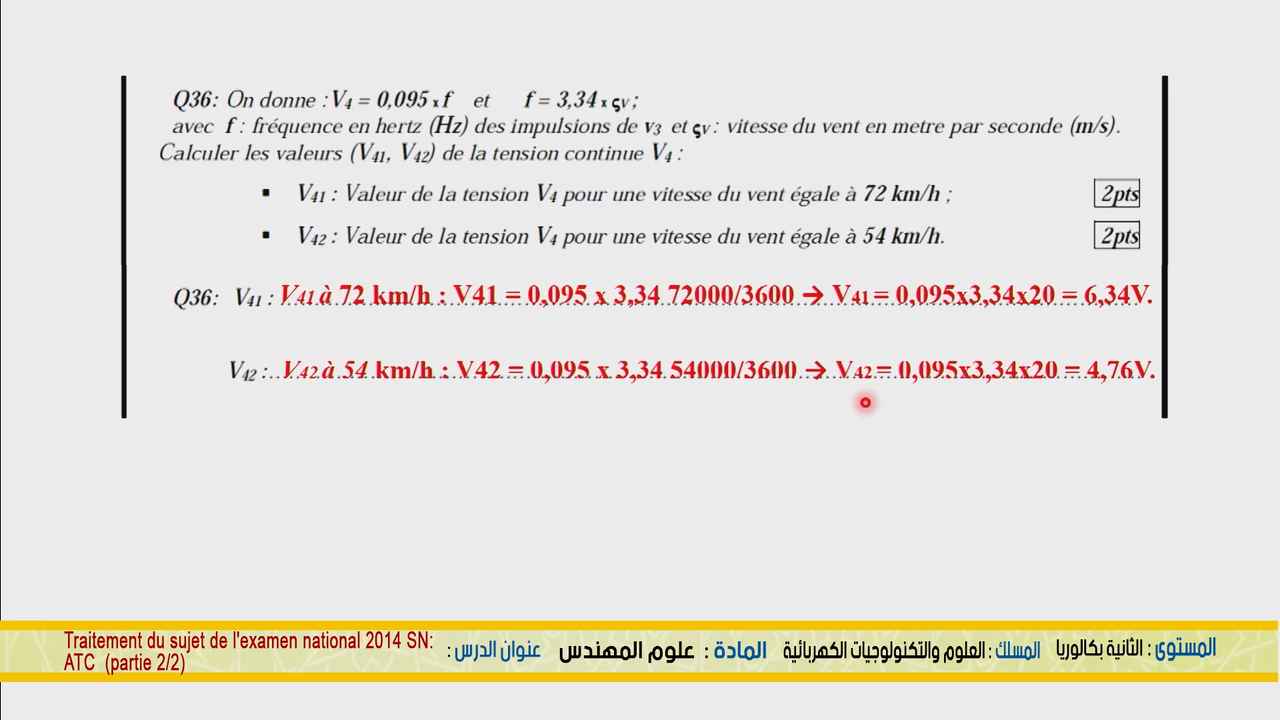 Q36: On donne : V4 = 0,095 x f et f = 3,34 x ςv ;
avec f : fréquence en hertz (Hz) des impulsions de v3 et ςv : vitesse du vent en metre par seconde (m/s).
Calculer les valeurs (V41, V42) de la tension continue V4 :
▪ V41 : Valeur de la tension V4 pour une vitesse du vent égale à 72 km/h ; 2pts
▪ V42 : Valeur de la tension V4 pour une vitesse du vent égale à 54 km/h. 2pts
Q36: V41 : V41 à 72 km/h : V41 = 0,095 x 3,34 72000/3600 → V41 = 0,095x3,34x20 = 6,34V.
V42 :.. V42 à 54 km/h : V42 = 0,095 x 3,34 54000/3600 → V42 = 0,095x3,34x20 = 4,76V.
المستوى : الثانية بكالوريا المسلك : العلوم والتكنولوجيات الكهربائية المادة : علوم المهندس عنوان الدرس :
Traitement du sujet de l'examen national 2014 SN:
ATC (partie 2/2)